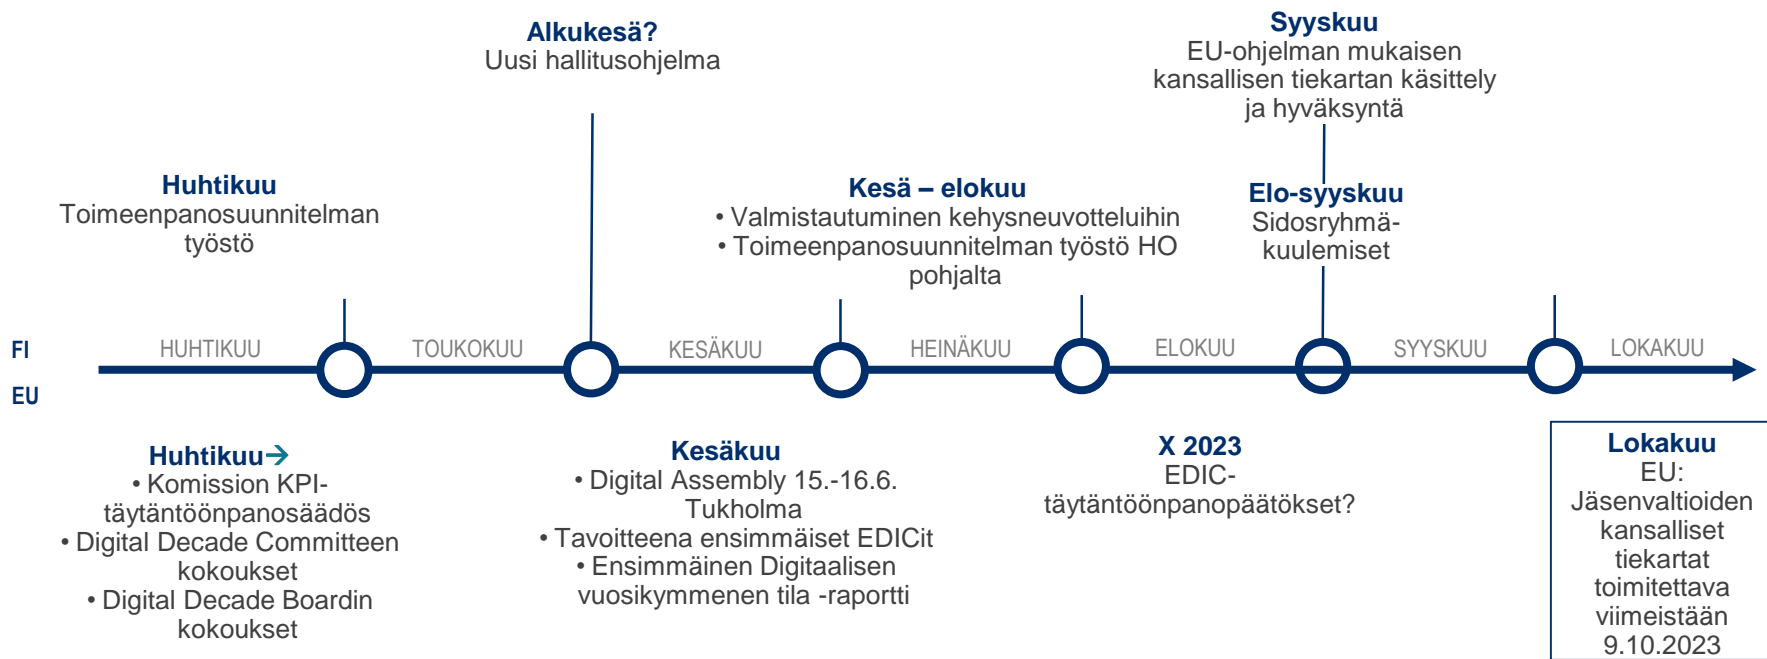 Alkukesä?
Uusi hallitusohjelma
Syyskuu
EU-ohjelman mukaisen
kansallisen tiekartan käsittely
ja hyväksyntä
Huhtikuu
Toimeenpanosuunnitelman
työstö
Kesä – elokuu
• Valmistautuminen kehysneuvotteluihin
• Toimeenpanosuunnitelman työstö HO
pohjalta
Elo-syyskuu
Sidosryhmä-
kuulemiset
FI
HUHTIKUU
TOUKOKUU
KESÄKUU
HEINÄKUU
ELOKUU
SYYSKUU
LOKAKUU
EU
Huhtikuu→
• Komission KPI-
täytäntöönpanosäädös
• Digital Decade Committeen
kokoukset
• Digital Decade Boardin
kokoukset
Kesäkuu
• Digital Assembly 15.-16.6.
Tukholma
• Tavoitteena ensimmäiset EDICit
• Ensimmäinen Digitaalisen
vuosikymmenen tila -raportti
X 2023
EDIC-
täytäntöönpanopäätökset?
Lokakuu
EU:
Jäsenvaltioiden
kansalliset
tiekartat
toimitettava
viimeistään
9.10.2023